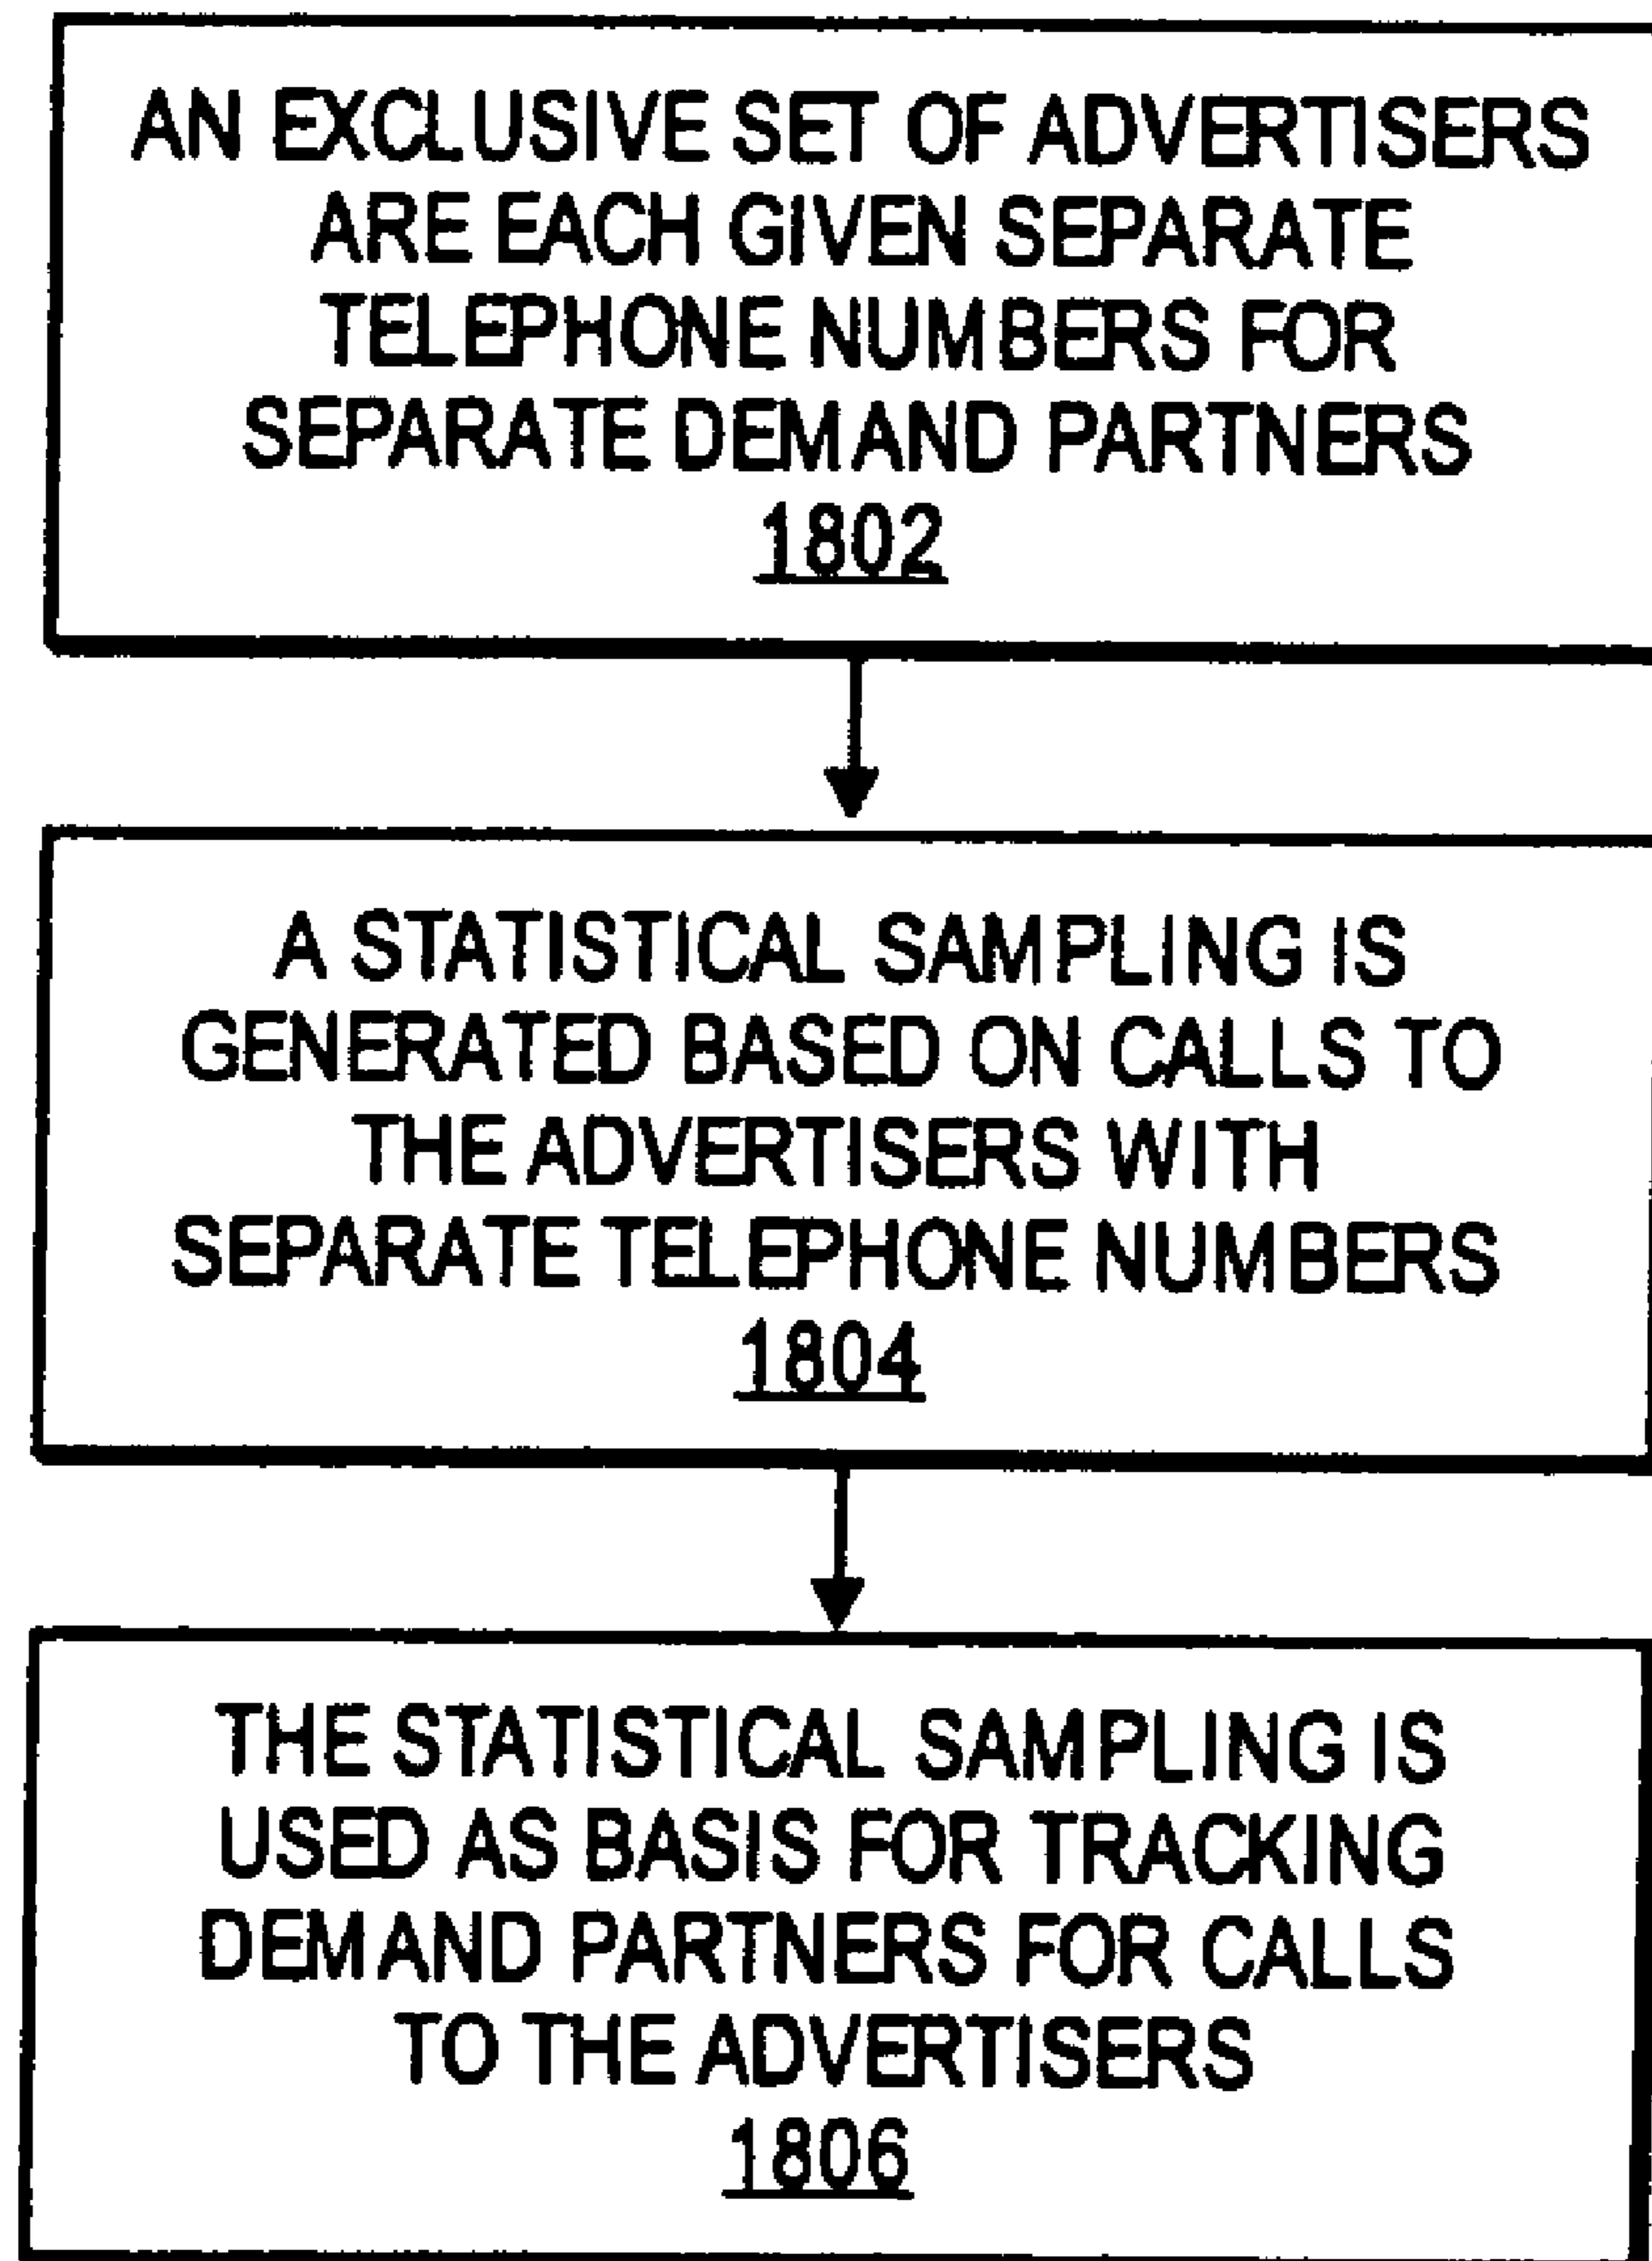 AN EXCLUSIVE SET OF ADVERTISERS
ARE EACH GIVEN SEPARATE
TELEPHONE NUMBERS FOR
SEPARATE DEMAND PARTNERS
1802
A STATISTICAL SAMPLING IS
GENERATED BASED ON CALLS TO
THE ADVERTISERS WITH
SEPARATE TELEPHONE NUMBERS
1804
THE STATISTICAL SAMPLING IS
USED AS BASIS FOR TRACKING
DEMAND PARTNERS FOR CALLS
TO THE ADVERTISERS
1806